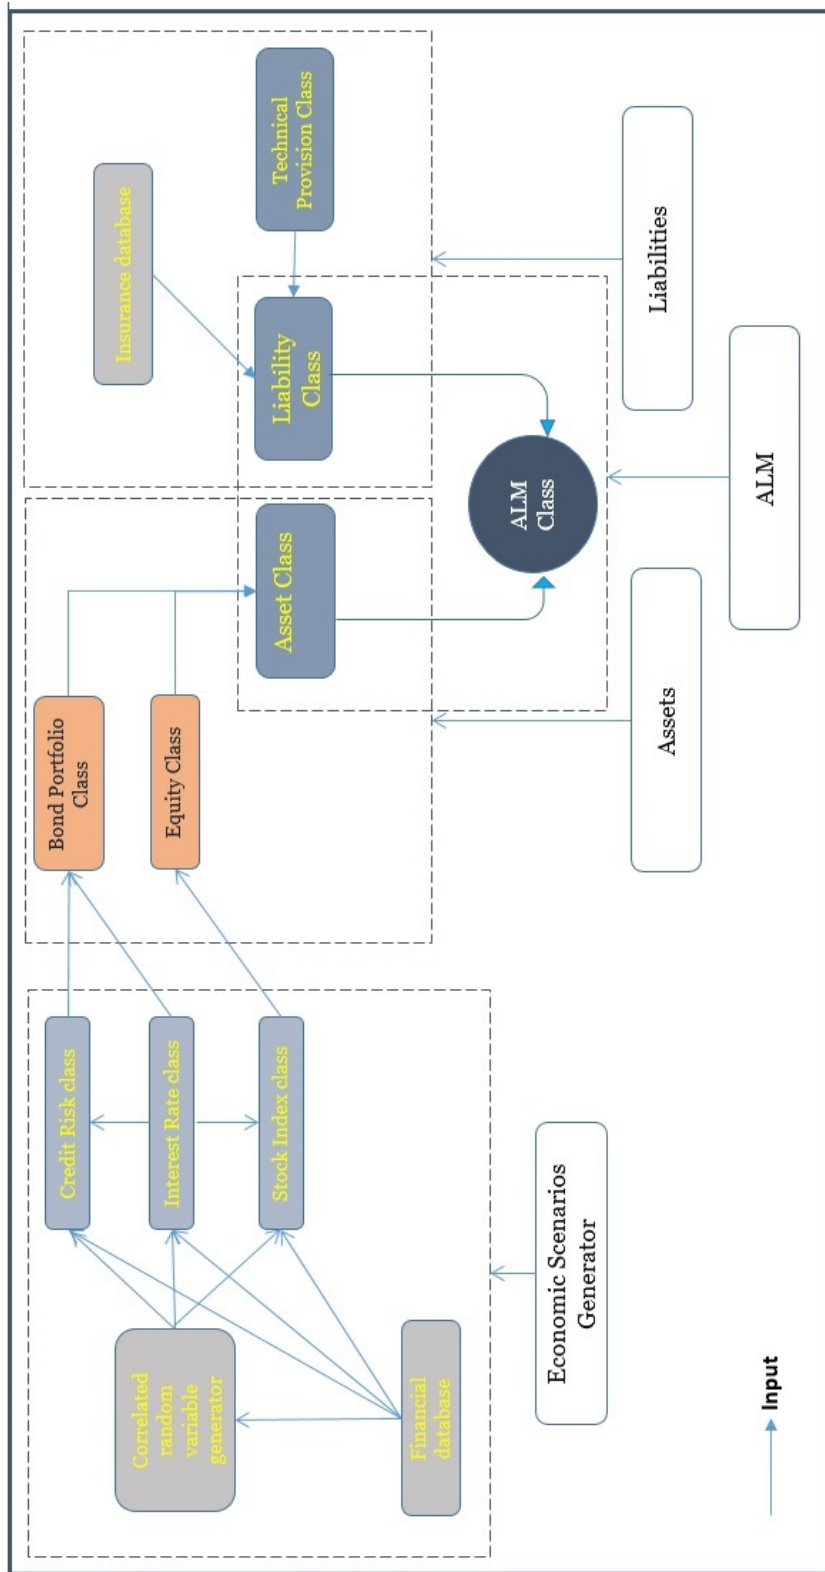 Correlated
random
variable
generator
Financial
database
Credit Risk class
Interest Rate class
Stock Index class
Bond Portfolio
Class
Equity Class
Asset Class
Insurance database
Liability
Class
Technical
Provision Class
ALM
Class
Economic Scenarios
Generator
Assets
ALM
Liabilities
Input